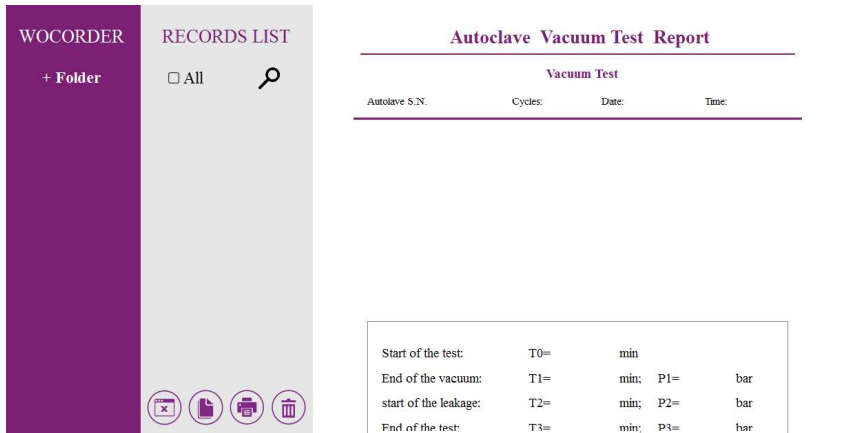 WOCORDER
+ Folder
RECORDS LIST
All
Autoclave Vacuum Test Report
Vacuum Test
Autolave S.N. Cycles: Date: Time:
Start of the test: T0= min
End of the vacuum: T1= min; P1= bar
start of the leakage: T2= min; P2= bar
End of the test: T3= min; P3= bar